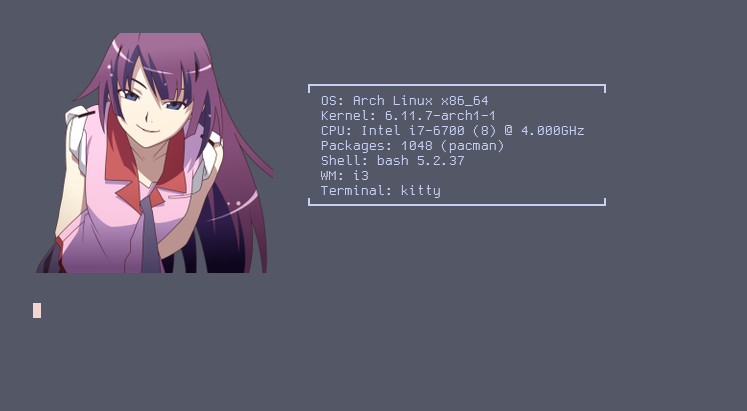 OS: Arch Linux x86_64
Kernel: 6.11.7-arch1-1
CPU: Intel i7-6700 (8) @ 4.000GHz
Packages: 1048 (pacman)
Shell: bash 5.2.37
WM: i3
Terminal: kitty